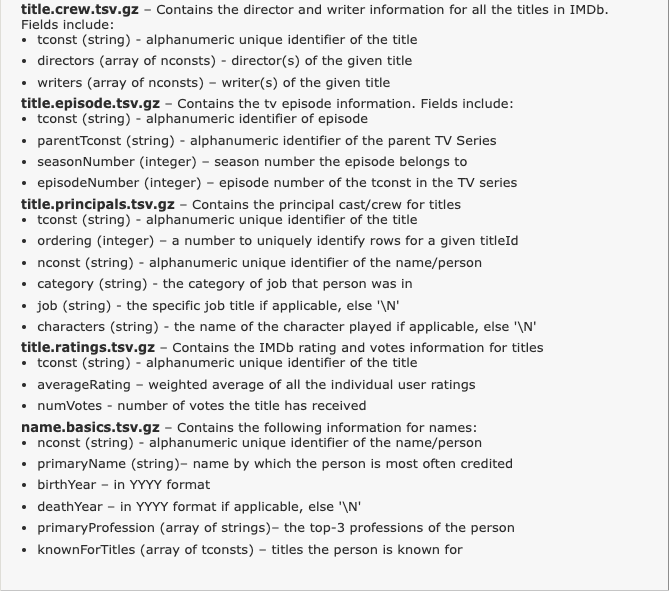 title.crew.tsv.gz – Contains the director and writer information for all the titles in IMDb.
Fields include:
• tconst (string) - alphanumeric unique identifier of the title
• directors (array of nconsts) - director(s) of the given title
• writers (array of nconsts) – writer(s) of the given title
title.episode.tsv.gz – Contains the tv episode information. Fields include:
• tconst (string) - alphanumeric identifier of episode
• parentTconst (string) - alphanumeric identifier of the parent TV Series
• seasonNumber (integer) – season number the episode belongs to
• episodeNumber (integer) – episode number of the tconst in the TV series
title.principals.tsv.gz – Contains the principal cast/crew for titles
• tconst (string) - alphanumeric unique identifier of the title
• ordering (integer) – a number to uniquely identify rows for a given titleId
• nconst (string) - alphanumeric unique identifier of the name/person
• category (string) - the category of job that person was in
• job (string) - the specific job title if applicable, else '\N'
• characters (string) - the name of the character played if applicable, else '\N'
title.ratings.tsv.gz – Contains the IMDb rating and votes information for titles
• tconst (string) - alphanumeric unique identifier of the title
• averageRating – weighted average of all the individual user ratings
• numVotes - number of votes the title has received
name.basics.tsv.gz – Contains the following information for names:
• nconst (string) - alphanumeric unique identifier of the name/person
• primaryName (string)– name by which the person is most often credited
• birthYear – in YYYY format
• deathYear – in YYYY format if applicable, else '\N'
• primaryProfession (array of strings)– the top-3 professions of the person
• knownForTitles (array of tconsts) – titles the person is known for